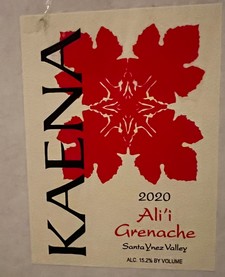 KAENA
2020
Ali'i
Grenache
Santa Ynez Valley
ALC. 15.2% BY VOLUME